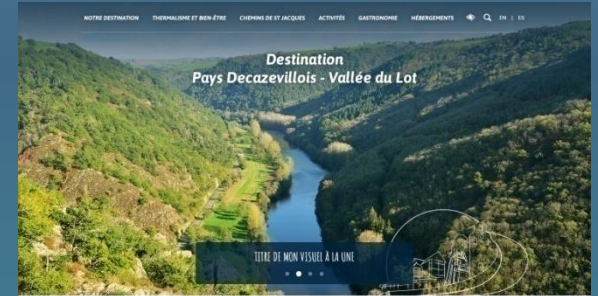 NOTRE DESTINATION THERMALISME ET BIEN-ÊTRE CHEMINS DE ST JACQUES ACTIVITÉS GASTRONOMIE HÉBERGEMENTS EN | ES
Destination
Pays Decazevillois - Vallée du Lot
TITRE DE MON VISUEL À LA UNE